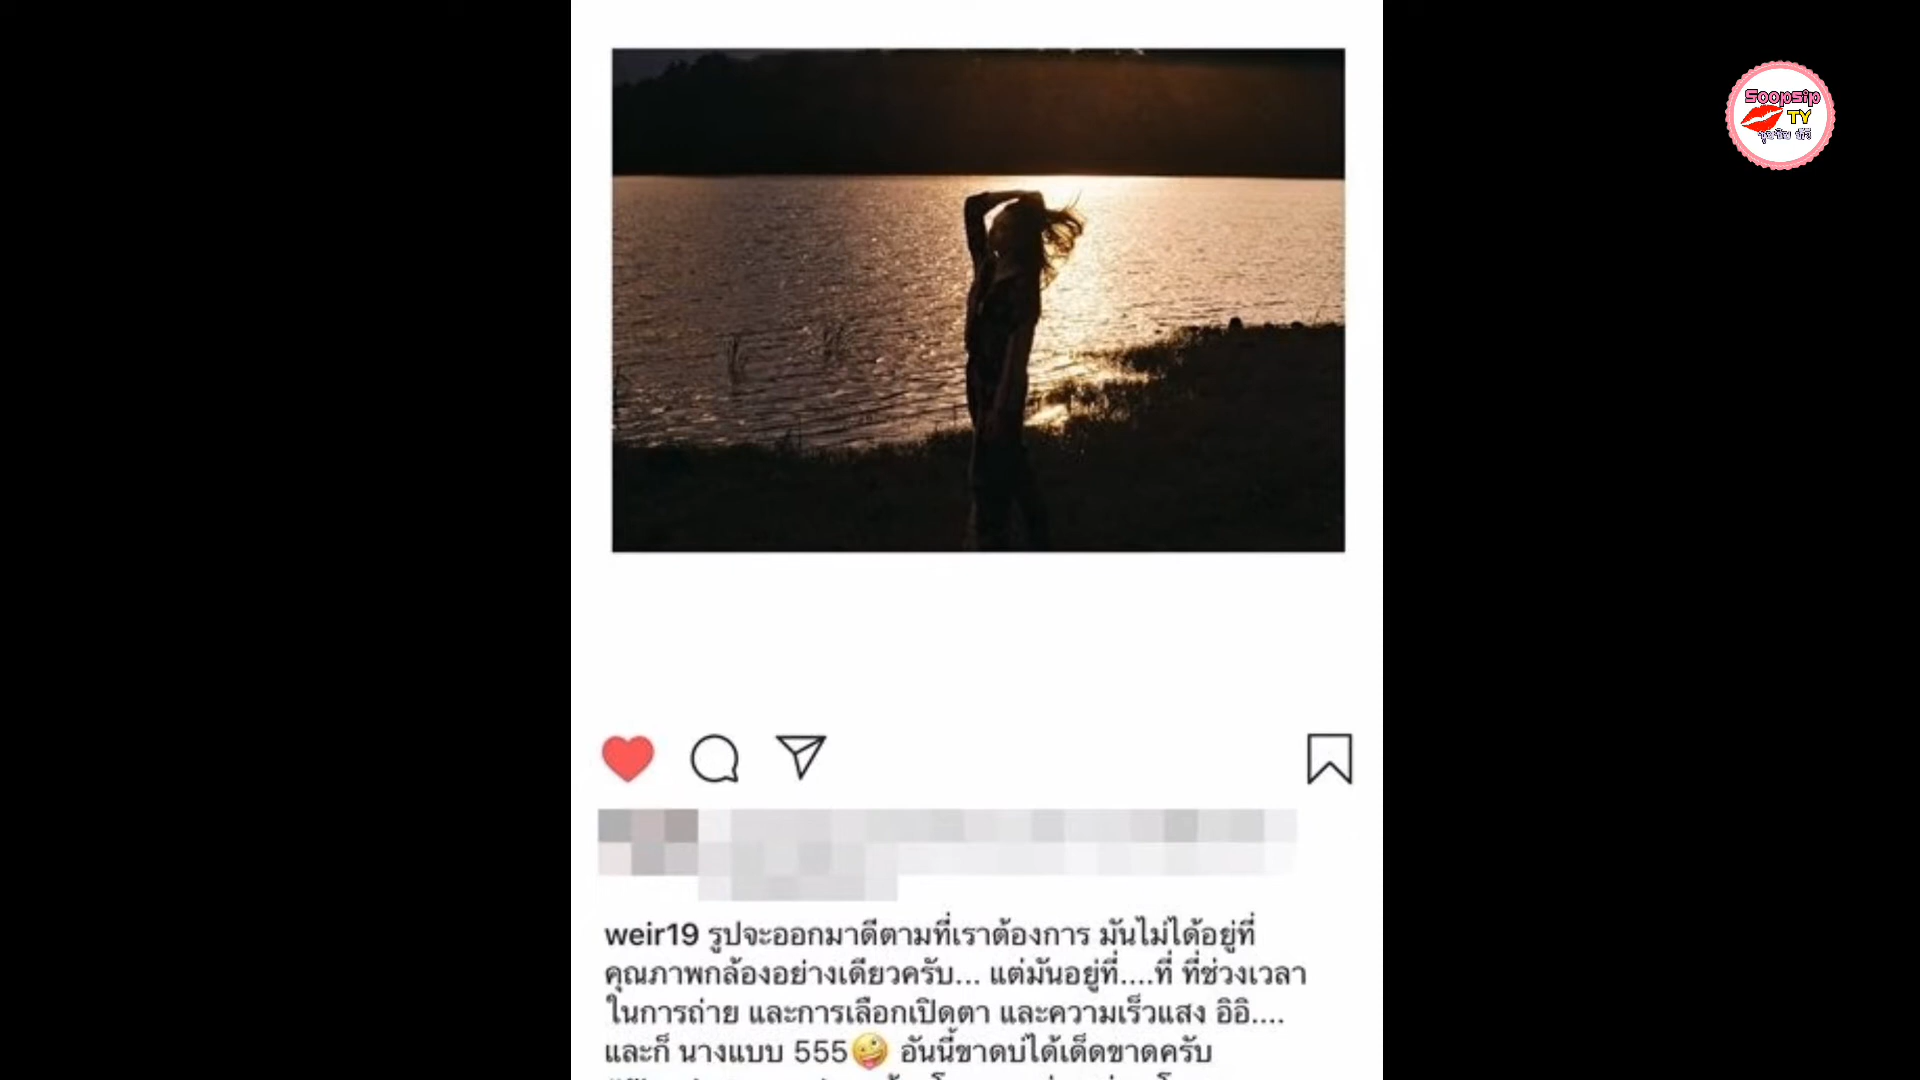 Soopsip
TY
ซุบซิบ ทีวี
weir19 รูปจะออกมาดีตามที่เราต้องการ มันไม่ได้อยู่ที่
คุณภาพกล้องอย่างเดียวครับ... แต่มันอยู่ที่....ที่ ที่ช่วงเวลา
ในการถ่าย และการเลือกเปิดตา และความเร็วแสง อิอิ....
และก็ นางแบบ 555🤪 อันนี้ขาดบ่ได้เด็ดขาดครับ